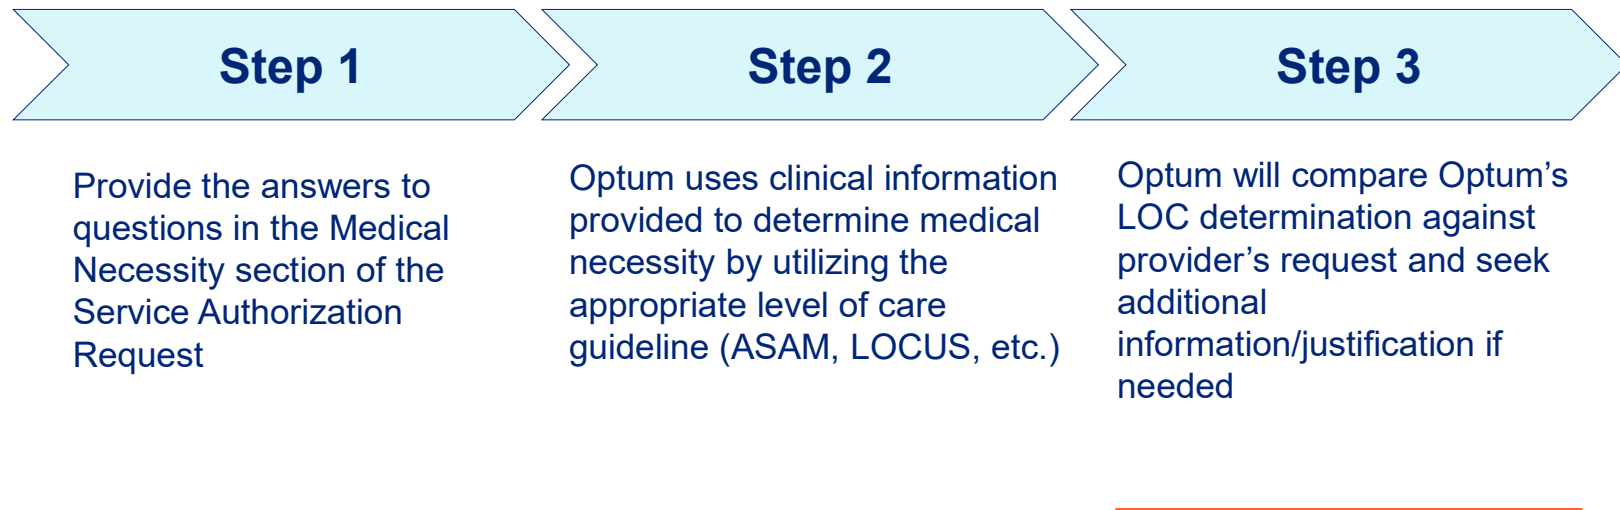 Step 1
Step 2
Step 3
Provide the answers to
questions in the Medical
Necessity section of the
Service Authorization
Request
Optum uses clinical information
provided to determine medical
necessity by utilizing the
appropriate level of care
guideline (ASAM, LOCUS, etc.)
Optum will compare Optum’s
LOC determination against
provider’s request and seek
additional
information/justification if
needed